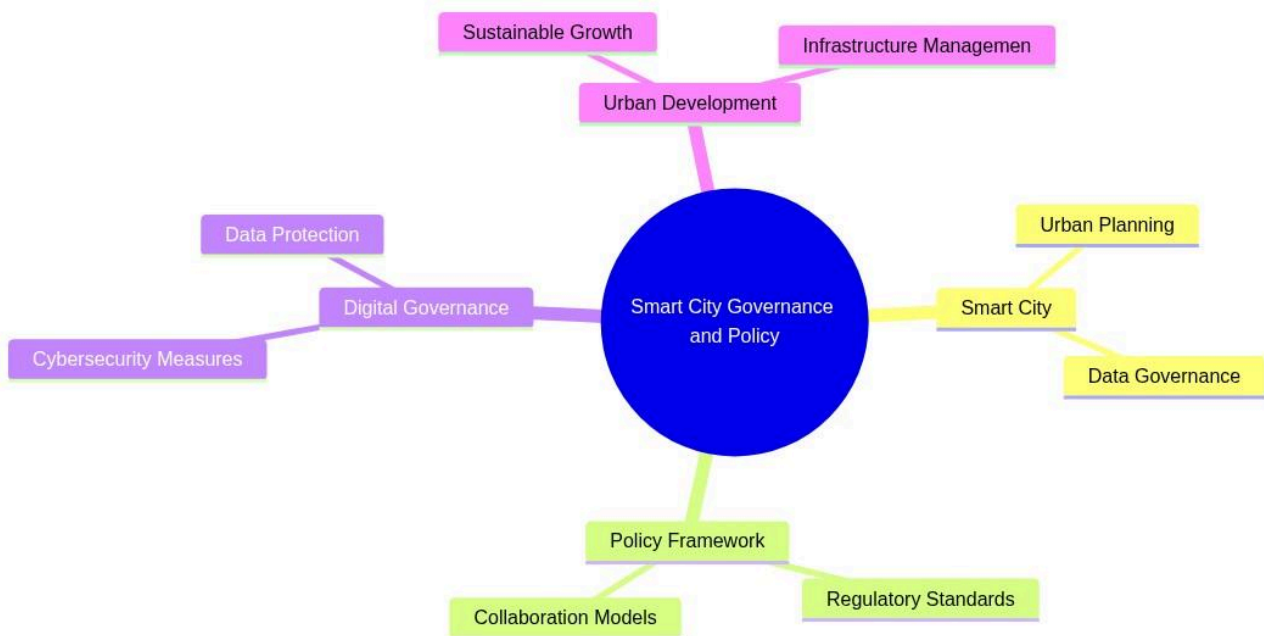 Sustainable Growth
Infrastructure Managemen
Urban Development
Data Protection
Urban Planning
Digital Governance
Smart City Governance
and Policy
Smart City
Cybersecurity Measures
Data Governance
Policy Framework
Collaboration Models
Regulatory Standards